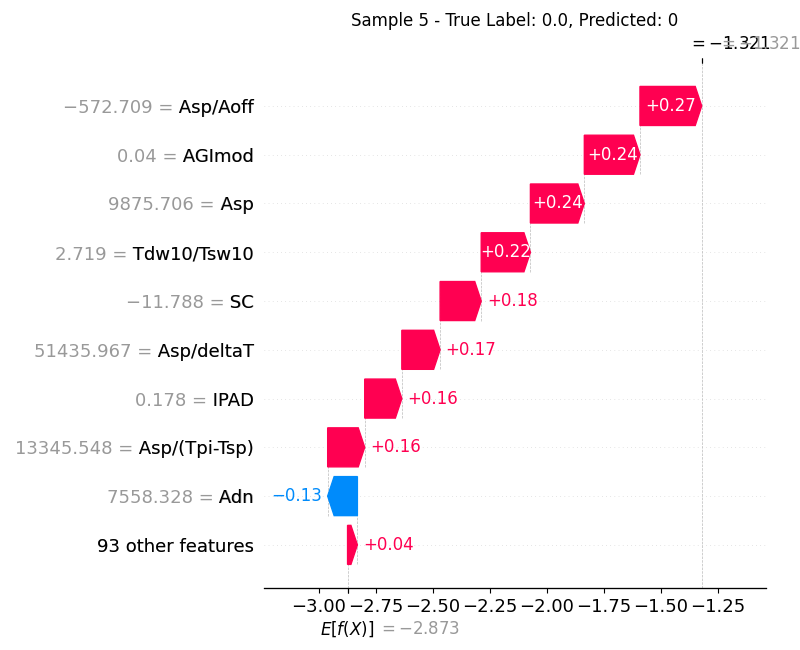 Sample 5 - True Label: 0.0, Predicted: 0
= −1.321
−572.709 = Asp/Aoff
+0.27
0.04 = AGImod
+0.24
9875.706 = Asp
+0.24
2.719 = Tdw10/Tsw10
+0.22
−11.788 = SC
+0.18
51435.967 = Asp/deltaT
+0.17
0.178 = IPAD
+0.16
13345.548 = Asp/(Tpi-Tsp)
+0.16
7558.328 = Adn
−0.13
93 other features
+0.04
−3.00 −2.75 −2.50 −2.25 −2.00 −1.75 −1.50 −1.25
E[f(X)] = −2.873